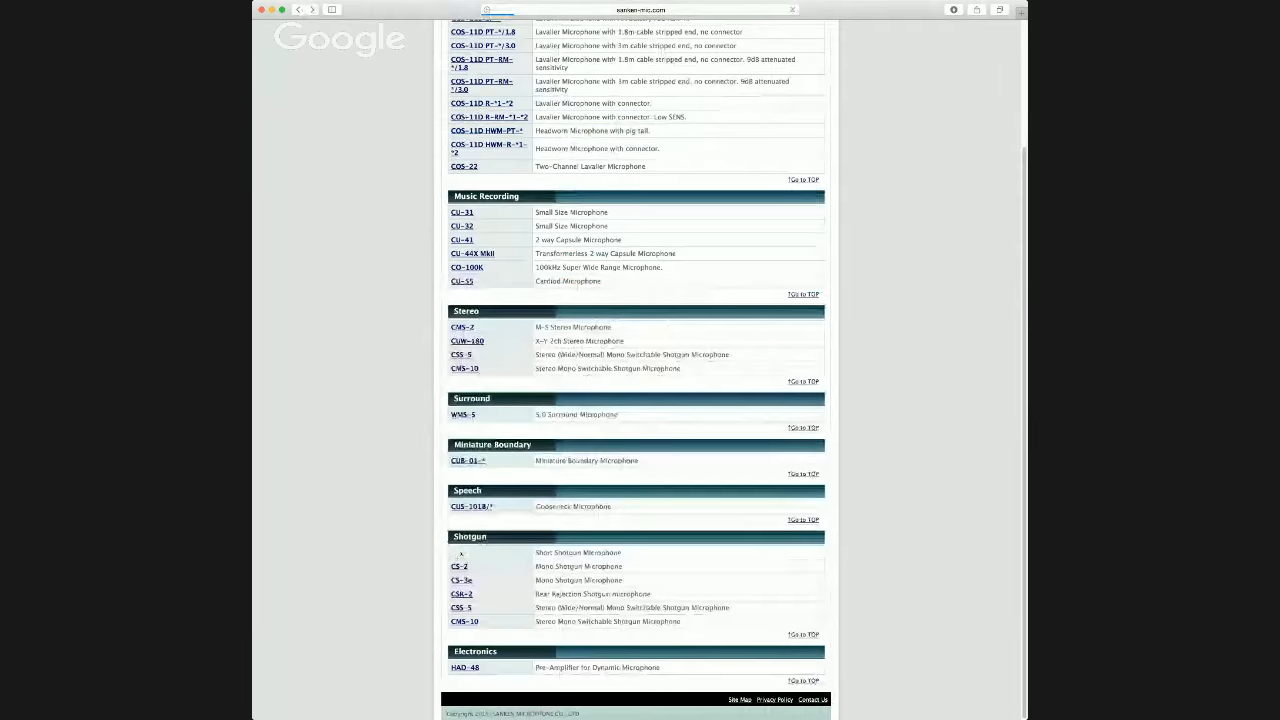 sanken-mic.com
Google
COS-11D PT-*/1.8 Lavalier Microphone with 1.8m cable stripped end, no connector
COS-11D PT-*/3.0 Lavalier Microphone with 3m cable stripped end, no connector
COS-11D PT-RM- Lavalier Microphone with 1.8m cable stripped end, no connector. 9dB attenuated
*/1.8 sensitivity
COS-11D PT-RM- Lavalier Microphone with 3m cable stripped end, no connector. 9dB attenuated
*/3.0 sensitivity
COS-11D R-*1-*2 Lavalier Microphone with connector.
COS-11D R-RM-*1-*2 Lavalier Microphone with connector. Low SENS.
COS-11D HWM-PT-* Headworn Microphone with pig tail.
COS-11D HWM-R-*1- Headworn Microphone with connector.
*2
COS-22 Two-Channel Lavalier Microphone
↑Go to TOP
Music Recording
CU-31 Small Size Microphone
CU-32 Small Size Microphone
CU-41 2 way Capsule Microphone
CU-44X MkII Transformerless 2 way Capsule Microphone
CO-100K 100kHz Super Wide Range Microphone.
CU-55 Cardiod Microphone
↑Go to TOP
Stereo
CMS-2 M-S Stereo Microphone
CUW-180 X-Y 2ch Stereo Microphone
CSS-5 Stereo (Wide/Normal) Mono Switchable Shotgun Microphone
CMS-10 Stereo Mono Switchable Shotgun Microphone
↑Go to TOP
Surround
WMS-5 5.0 Surround Microphone
↑Go to TOP
Miniature Boundary
CUB-01-* Miniature Boundary Microphone
↑Go to TOP
Speech
CUS-101B/* Gooseneck Microphone
↑Go to TOP
Shotgun
Short Shotgun Microphone
CS-2 Mono Shotgun Microphone
CS-3e Mono Shotgun Microphone
CSR-2 Rear Rejection Shotgun microphone
CSS-5 Stereo (Wide/Normal) Mono Switchable Shotgun Microphone
CMS-10 Stereo Mono Switchable Shotgun Microphone
↑Go to TOP
Electronics
HAD-48 Pre-Amplifier for Dynamic Microphone
↑Go to TOP
Site Map Privacy Policy Contact Us
SANKEN MICROPHONE CO.,LTD